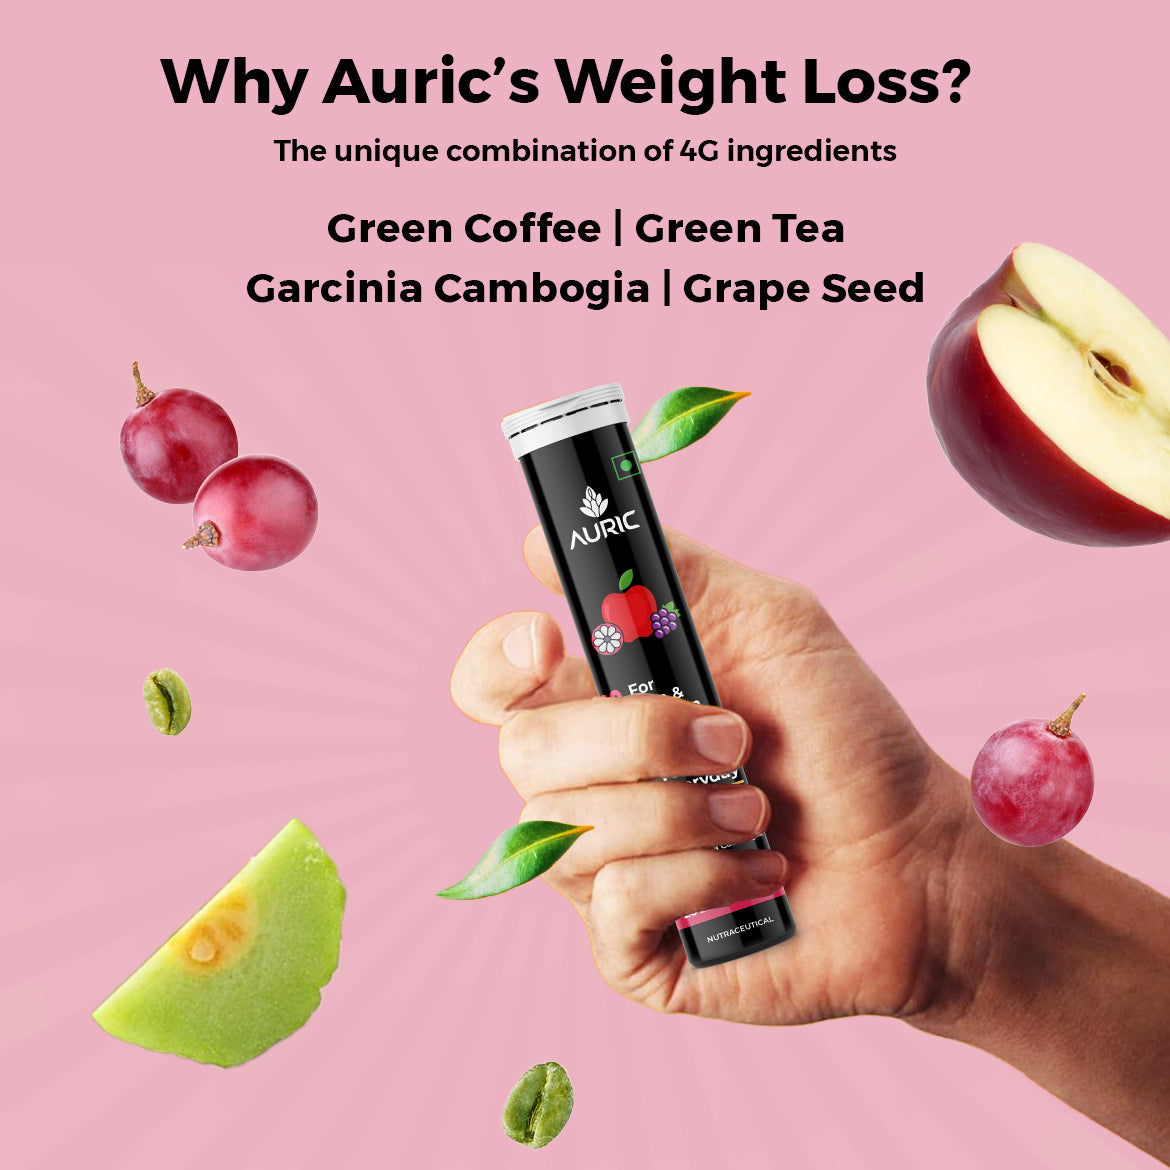 Why Auric’s Weight Loss?
The unique combination of 4G ingredients
Green Coffee | Green Tea
Garcinia Cambogia | Grape Seed
AURIC
For
&
NUTRACEUTICAL